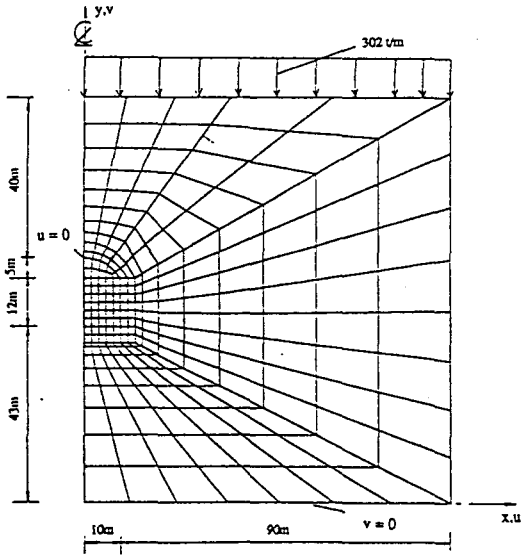 y,v
302 t/m
40m
u = 0
5m
12m
43m
x,u
v = 0
10m
90m